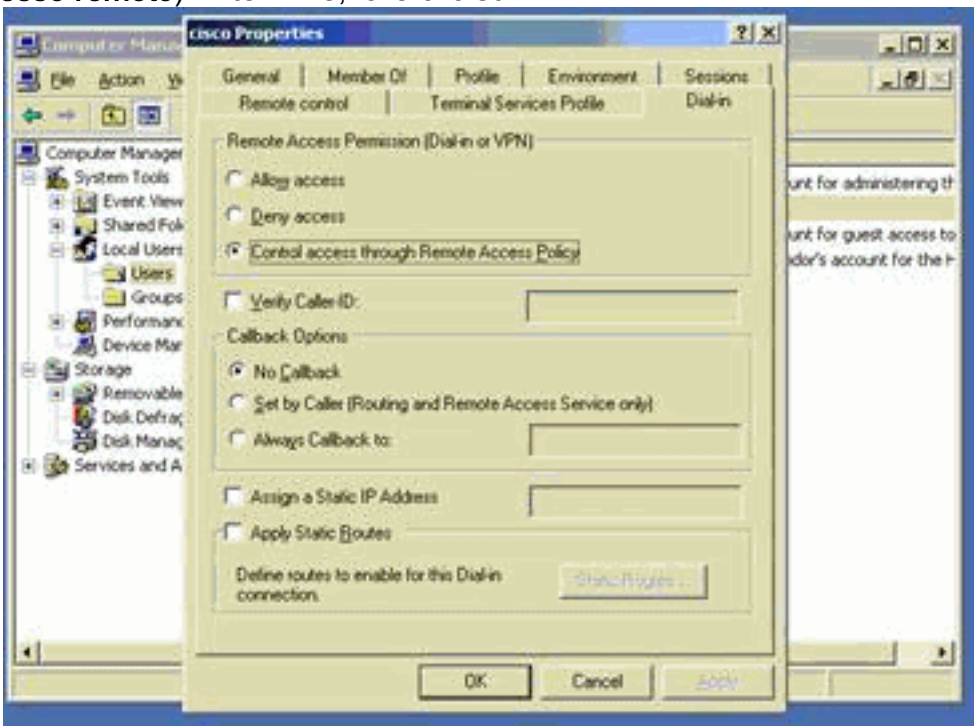 Computer Manag
cisco Properties
File Action
General Member Of Profile Environment Sessions
Remote control Terminal Services Profile Dial-in
Computer Manager
System Tools
Event View
Shared Fol
Local Users
Users
Groups
Performanc
Device Mar
Storage
Removable
Disk Defrag
Disk Manag
Services and A
Remote Access Permission (Dial-in or VPN)
Allow access
Deny access
Control access through Remote Access Policy
Verify Caller-ID:
Callback Options
No Callback
Set by Caller (Routing and Remote Access Service only)
Always Callback to:
Assign a Static IP Address
Apply Static Routes
Define routes to enable for this Dial-in
connection.
Static Routes ...
OK Cancel Apply
unt for administering th
unt for guest access to
dor's account for the H